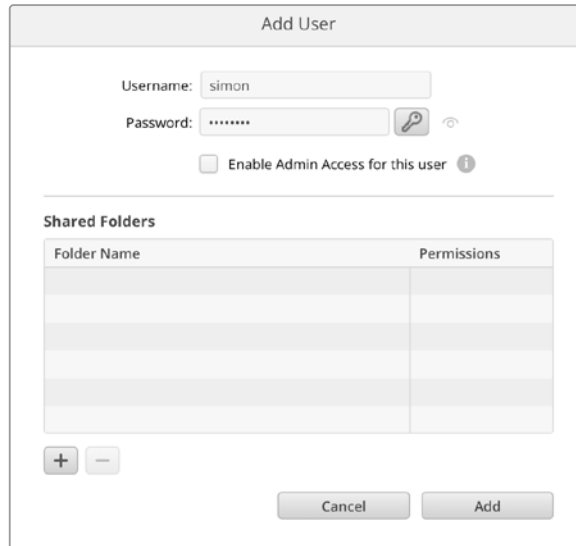 Add User
Username: simon
Password: ••••••••
Enable Admin Access for this user i
Shared Folders
Folder Name Permissions
+ −
Cancel Add